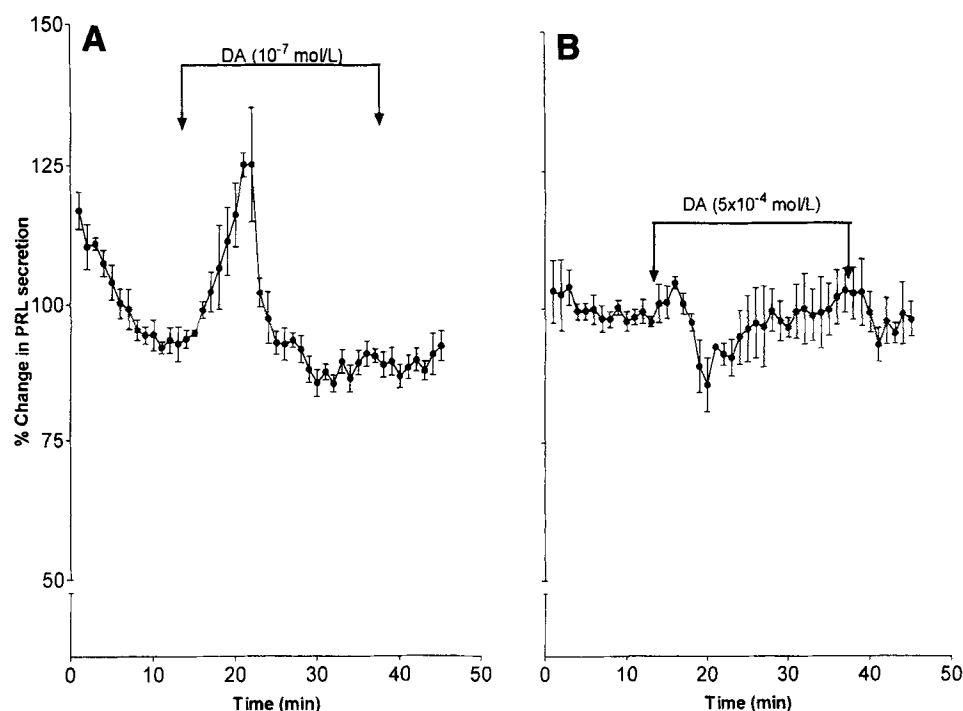 150
A
DA (10⁻⁷ mol/L)
B
125
DA (5x10⁻⁴ mol/L)
100
% Change in PRL secretion
75
50
0 10 20 30 40 50
0 10 20 30 40 50
Time (min)
Time (min)